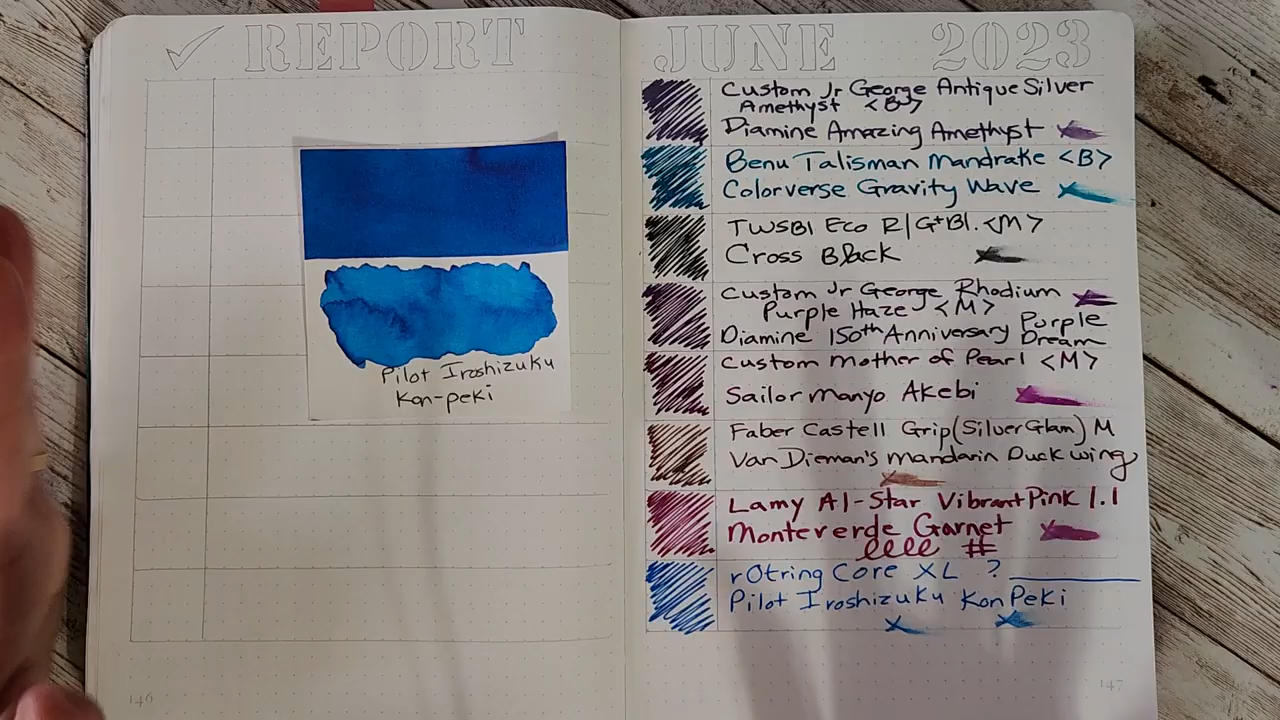 REPORT
Pilot Iroshizuku
Kon-peki
146
JUNE 2023
Custom Jr George Antique Silver
Amethyst <B>
Diamine Amazing Amethyst
Benu Talisman Mandrake <B>
Colorverse Gravity Wave
TWSBI Eco R|G+Bl. <M>
Cross Black
Custom Jr George Rhodium
Purple Haze <M>
Diamine 150th Anniversary Purple
Dream
Custom Mother of Pearl <M>
Sailor Manyo Akebi
Faber Castell Grip (Silver Glam) M
Van Dieman's Mandarin Duck wing
Lamy Al-Star Vibrant Pink 1.1
Monteverde Garnet
llll #
rOtring Core XL ?
Pilot Iroshizuku Kon Peki
147